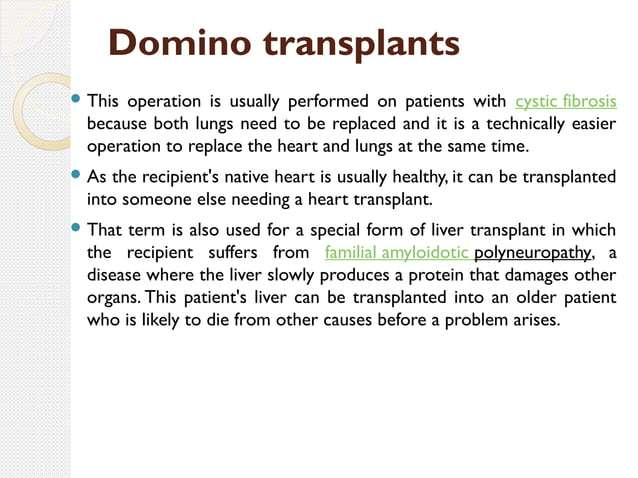 Domino transplants
This operation is usually performed on patients with cystic fibrosis
because both lungs need to be replaced and it is a technically easier
operation to replace the heart and lungs at the same time.
As the recipient's native heart is usually healthy, it can be transplanted
into someone else needing a heart transplant.
That term is also used for a special form of liver transplant in which
the recipient suffers from familial amyloidotic polyneuropathy, a
disease where the liver slowly produces a protein that damages other
organs. This patient's liver can be transplanted into an older patient
who is likely to die from other causes before a problem arises.